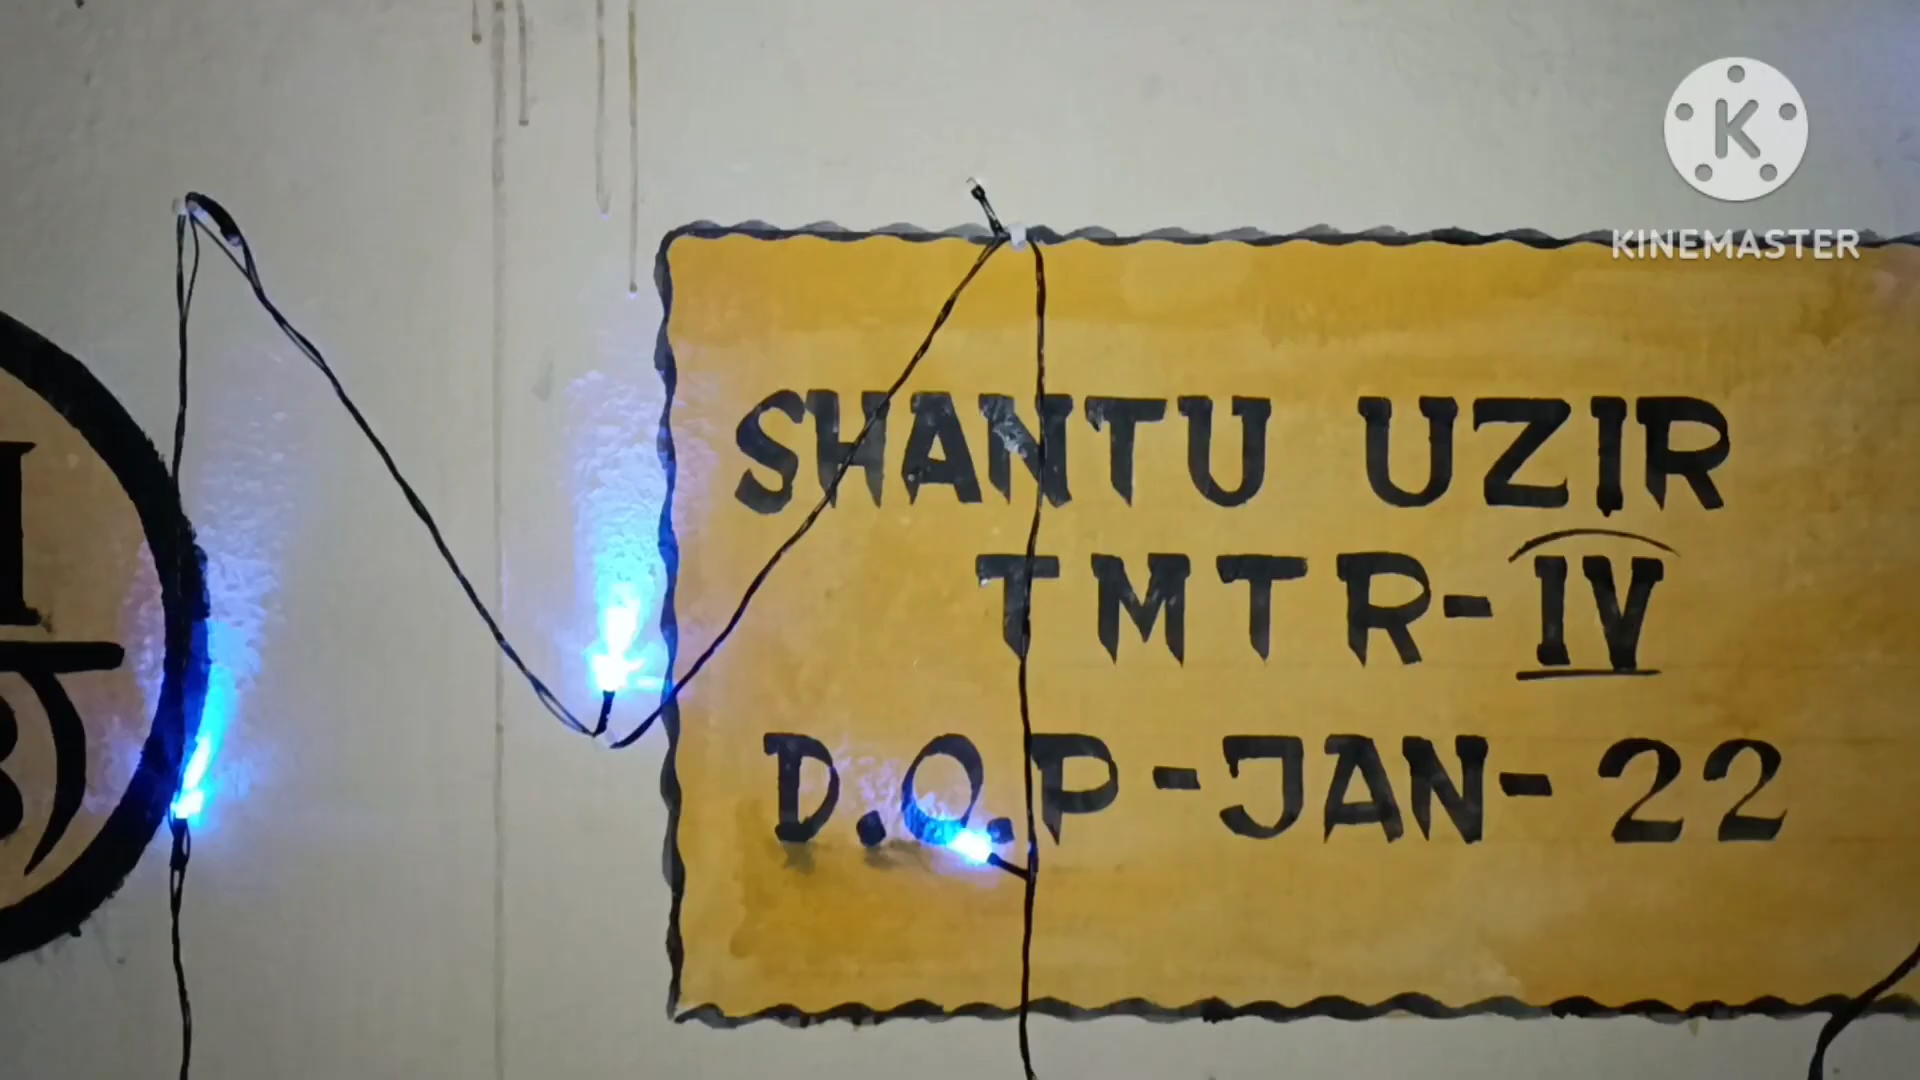 K
KINEMASTER
SHANTU UZIR
TMTR-IV
D.O.P-JAN-22